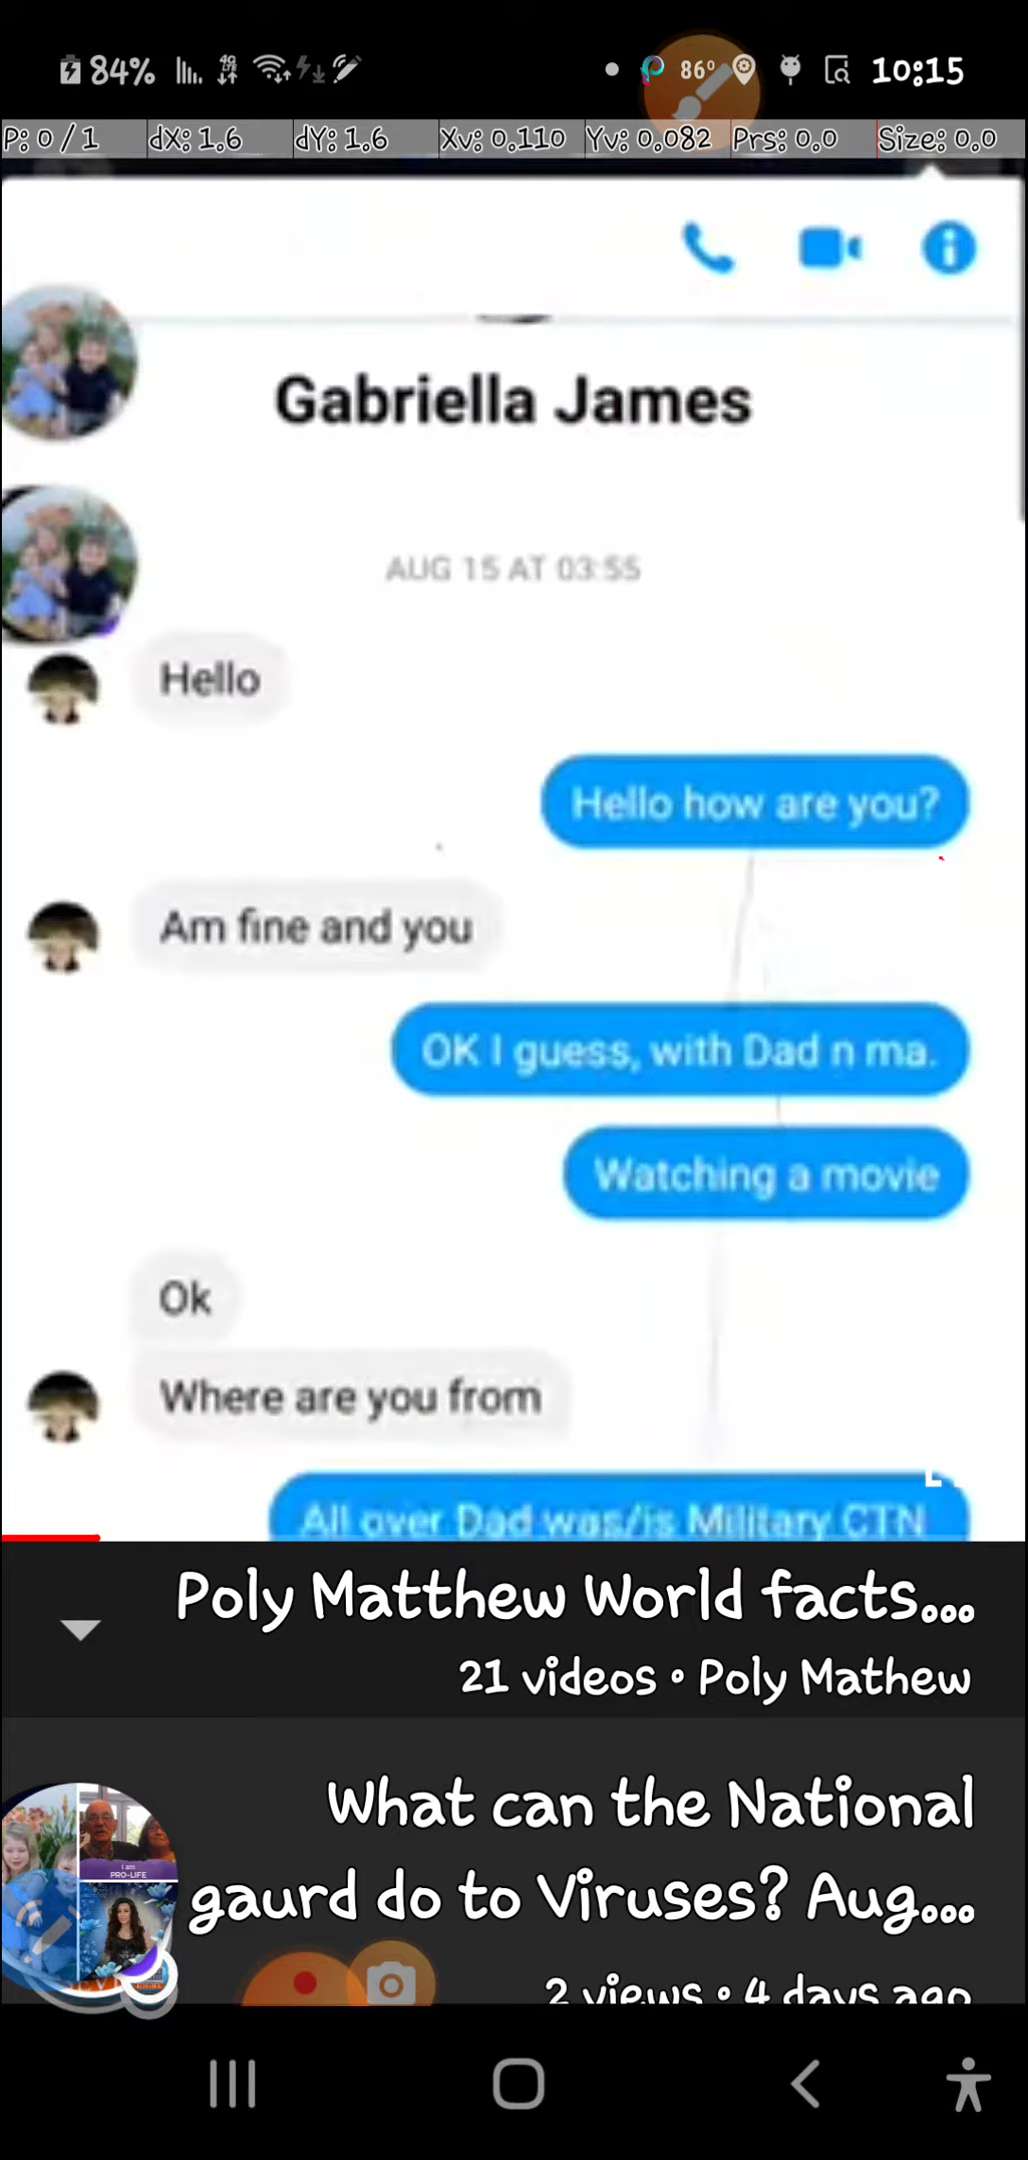 84% 4G 86° 10:15
P: 0 / 1 dX: 1.6 dY: 1.6 Xv: 0.110 Yv: 0.082 Prs: 0.0 Size: 0.0
Gabriella James
AUG 15 AT 03:55
Hello
Hello how are you?
Am fine and you
OK I guess, with Dad n ma.
Watching a movie
Ok
Where are you from
All over Dad was/is Military CTN
Poly Matthew World facts...
21 videos • Poly Mathew
What can the National
gaurd do to Viruses? Aug...
i am
PRO-LIFE
2 views • 4 days ago